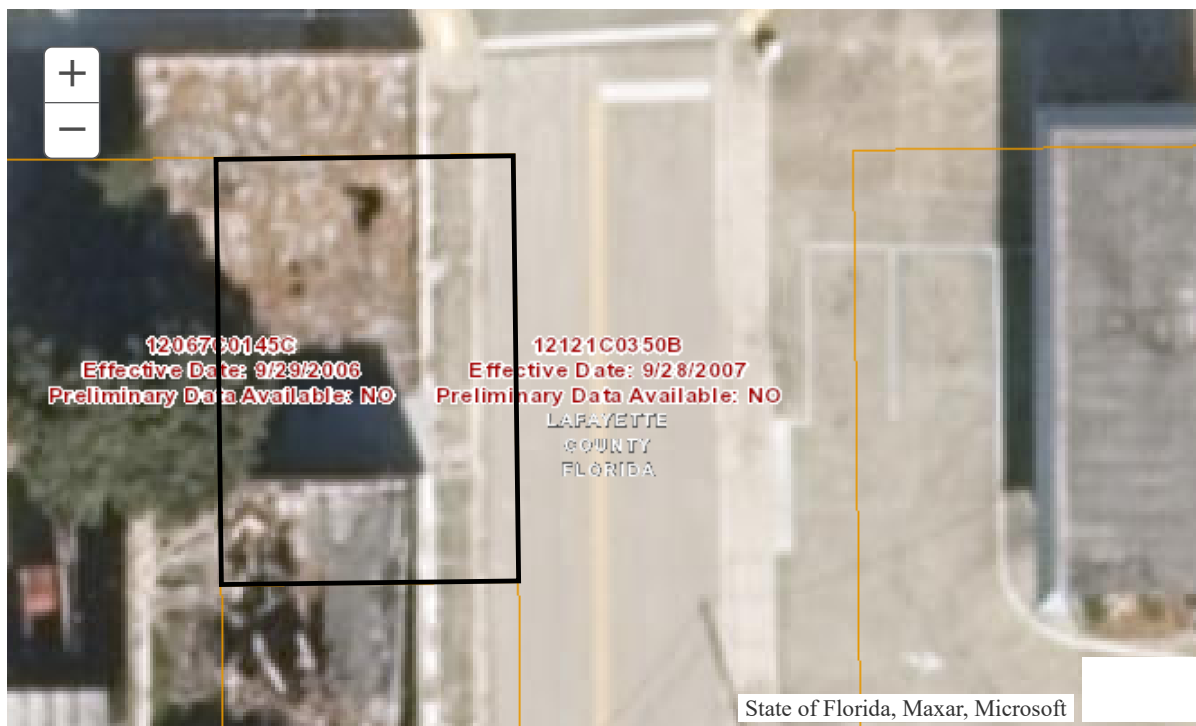 +
−
12067C0145C
Effective Date: 9/29/2006
Preliminary Data Available: NO
12121C0350B
Effective Date: 9/28/2007
Preliminary Data Available: NO
LAFAYETTE
COUNTY
FLORIDA
State of Florida, Maxar, Microsoft